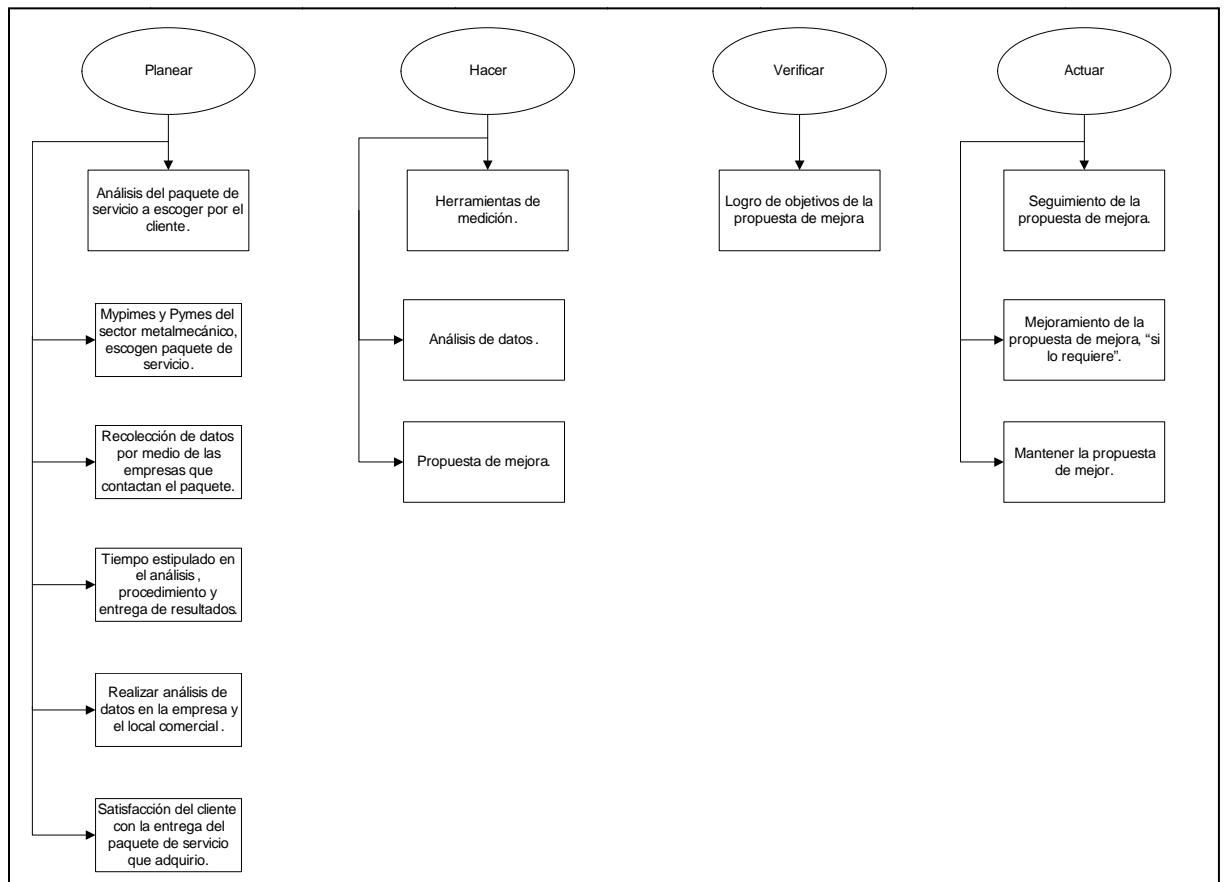 Planear
Análisis del paquete de
servicio a escoger por el
cliente.
Mypimes y Pymes del
sector metalmecánico,
escogen paquete de
servicio.
Recolección de datos
por medio de las
empresas que
contactan el paquete.
Tiempo estipulado en
el análisis,
procedimiento y
entrega de resultados.
Realizar análisis de
datos en la empresa y
el local comercial.
Satisfacción del cliente
con la entrega del
paquete de servicio
que adquirio.
Hacer
Herramientas de
medición.
Análisis de datos.
Propuesta de mejora.
Verificar
Logro de objetivos de la
propuesta de mejora
Actuar
Seguimiento de la
propuesta de mejora.
Mejoramiento de la
propuesta de mejora, “si
lo requiere”.
Mantener la propuesta
de mejor.